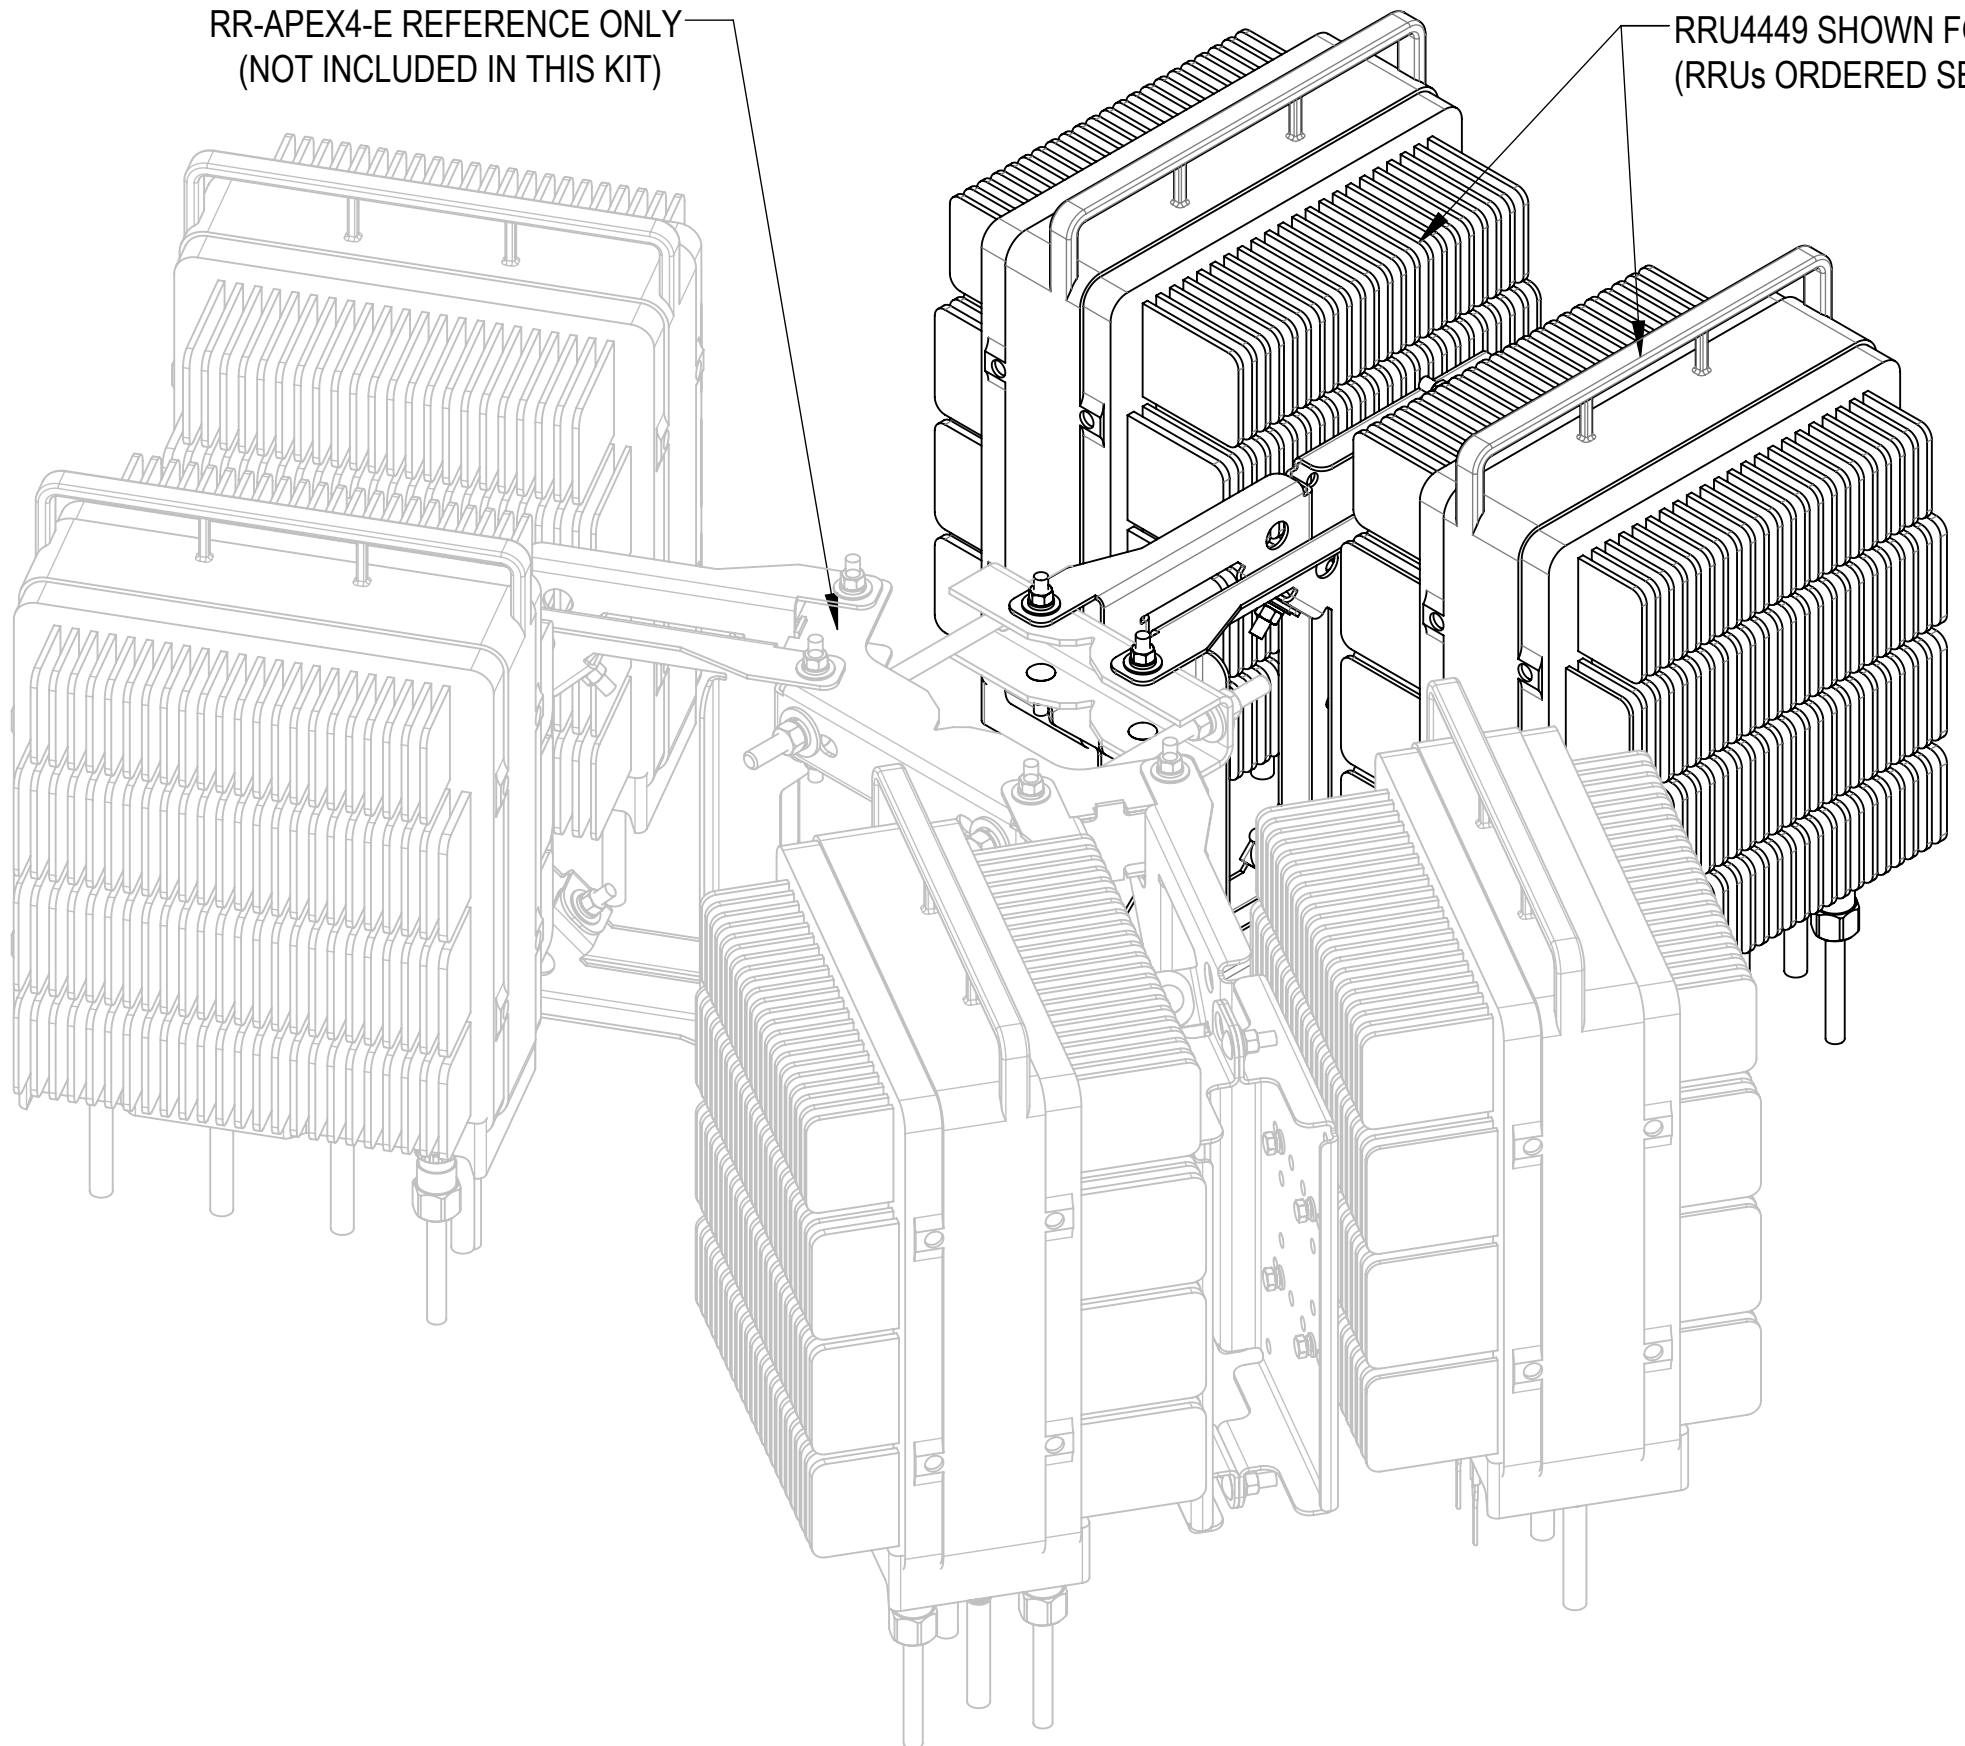 RR-APEX4-E REFERENCE ONLY
(NOT INCLUDED IN THIS KIT)
RRU4449 SHOWN
(RRUs ORDERED